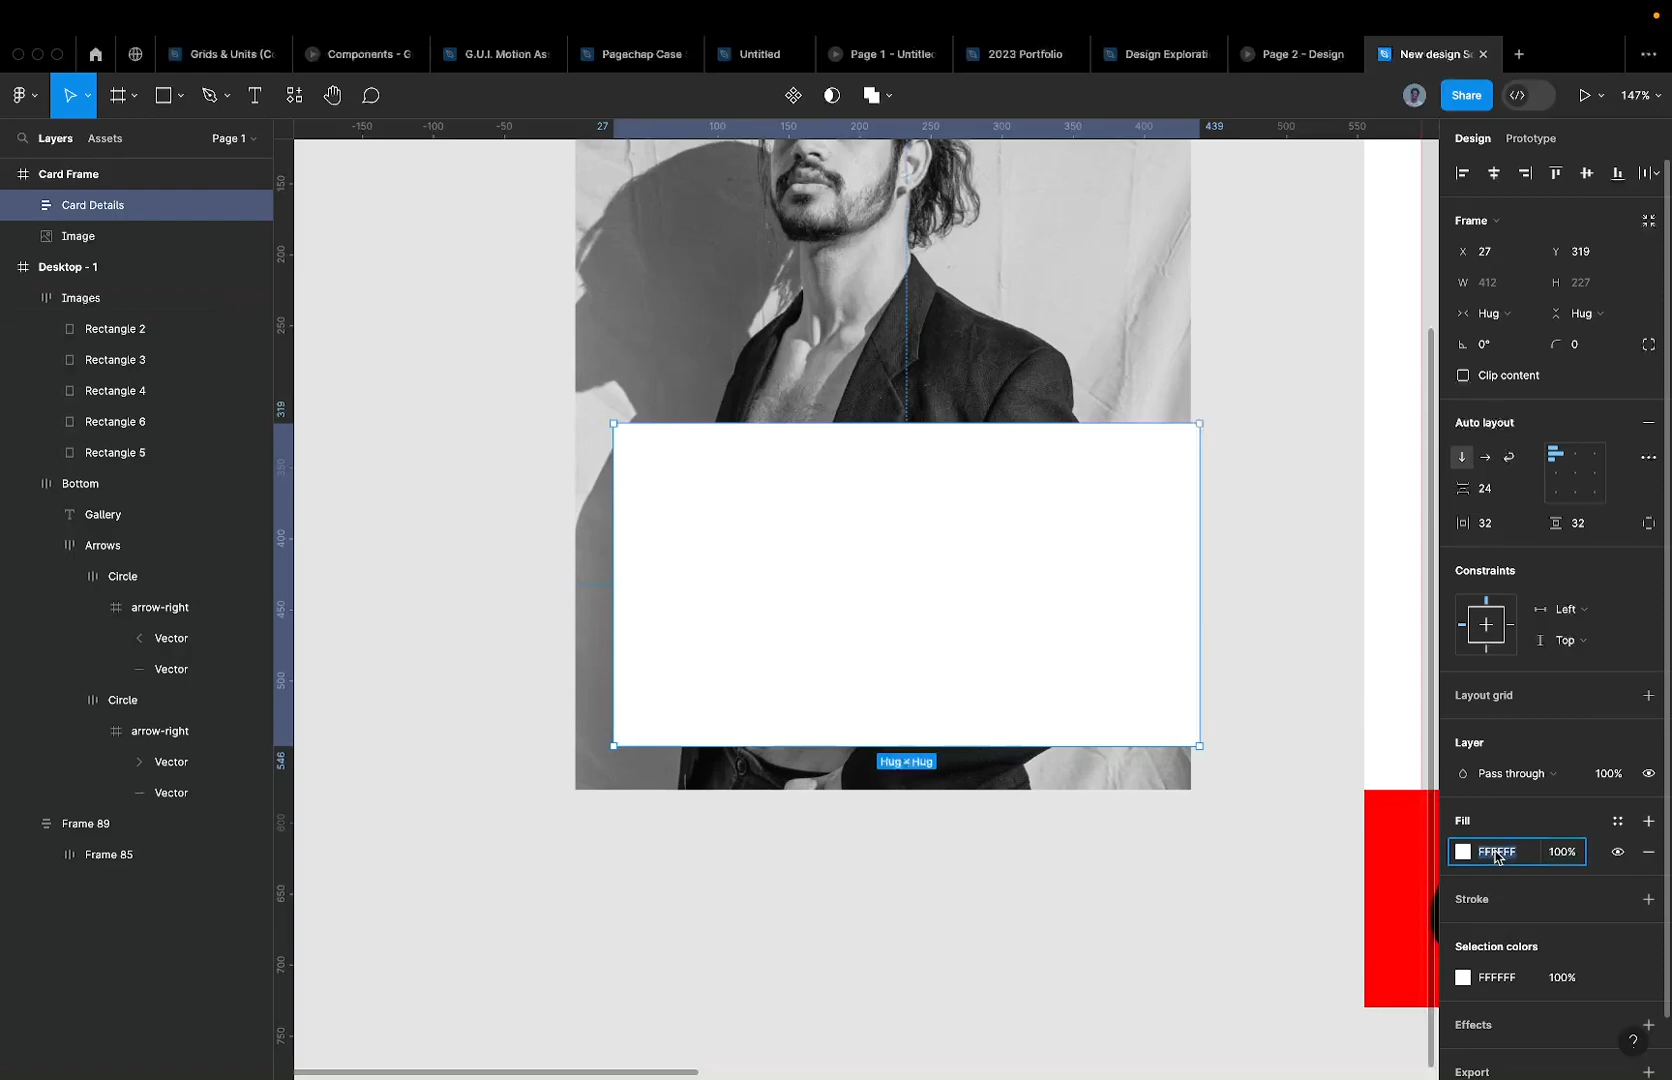 Grids & Units (Co
Components - G
G.U.I. Motion As
Pagechap Case
Untitled
Page 1 - Untitled
2023 Portfolio
Design Explorati
Page 2 - Design
New design Sc
Share
147%
Layers
Assets
Page 1
Card Frame
Card Details
Image
Desktop - 1
Images
Rectangle 2
Rectangle 3
Rectangle 4
Rectangle 6
Rectangle 5
Bottom
Gallery
Arrows
Circle
arrow-right
Vector
Vector
Circle
arrow-right
Vector
Vector
Frame 89
Frame 85
-150
-100
-50
27
100
150
200
250
300
350
400
439
500
550
150
200
250
300
319
350
400
450
500
546
600
650
700
750
Hug × Hug
Design
Prototype
Frame
X 27
Y 319
W 412
H 227
Hug
Hug
0°
0
Clip content
Auto layout
24
32
32
Constraints
Left
Top
Layout grid
Layer
Pass through
100%
Fill
FFFFFF
100%
Stroke
Selection colors
FFFFFF
100%
Effects
?
Export